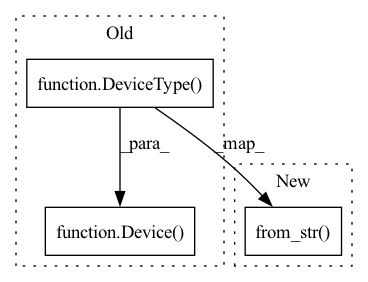 Old
function.DeviceType()
_para_
_map_
New
function.Device()
from_str()